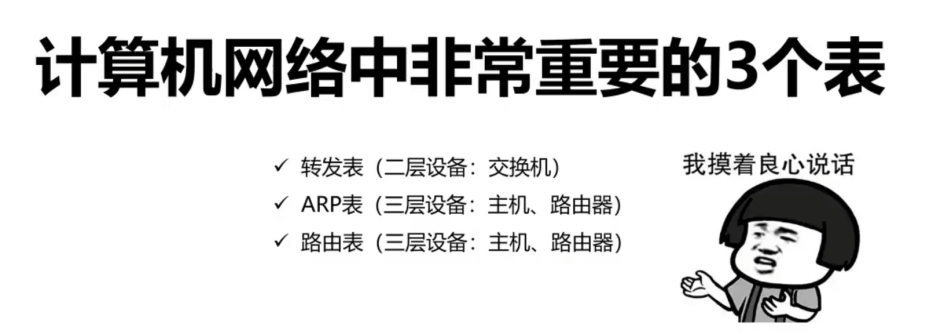 计算机网络中非常重要的3个表
✓ 转发表（二层设备：交换机）
我摸着良心说话
✓ ARP表（三层设备：主机、路由器）
✓ 路由表（三层设备：主机、路由器）